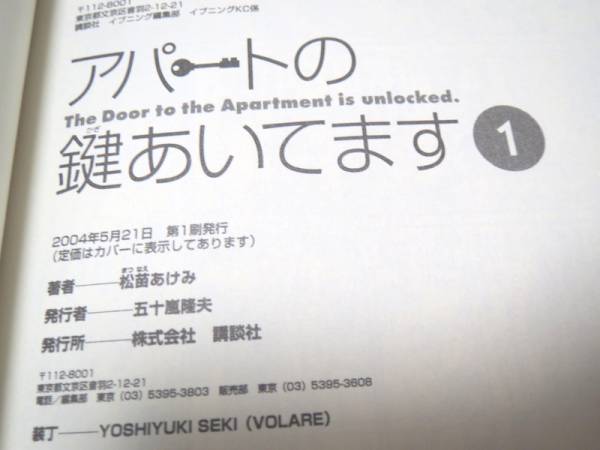 〒112-8001
東京都文京区音羽2-12-21
講談社 イブニング編集部 イブニングKC係
アパートの
The Door to the Apartment is unlocked.
かぎ
鍵あいてます 1
2004年5月21日 第1刷発行
(定価はカバーに表示してあります)
まつ なえ
著者——松苗あけみ
発行者——五十嵐隆夫
発行所——株式会社 講談社
〒112-8001
東京都文京区音羽2-12-21
電話/編集部 東京(03)5395-3803 販売部 東京(03)5395-3608
装丁——YOSHIYUKI SEKI(VOLARE)